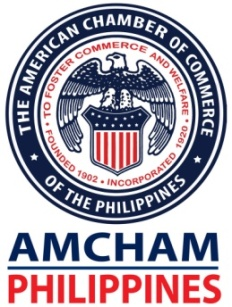 THE AMERICAN CHAMBER OF COMMERCE
OF THE PHILIPPINES
TO FOSTER COMMERCE AND WELFARE
FOUNDED 1902 • INCORPORATED 1920
AMCHAM
PHILIPPINES